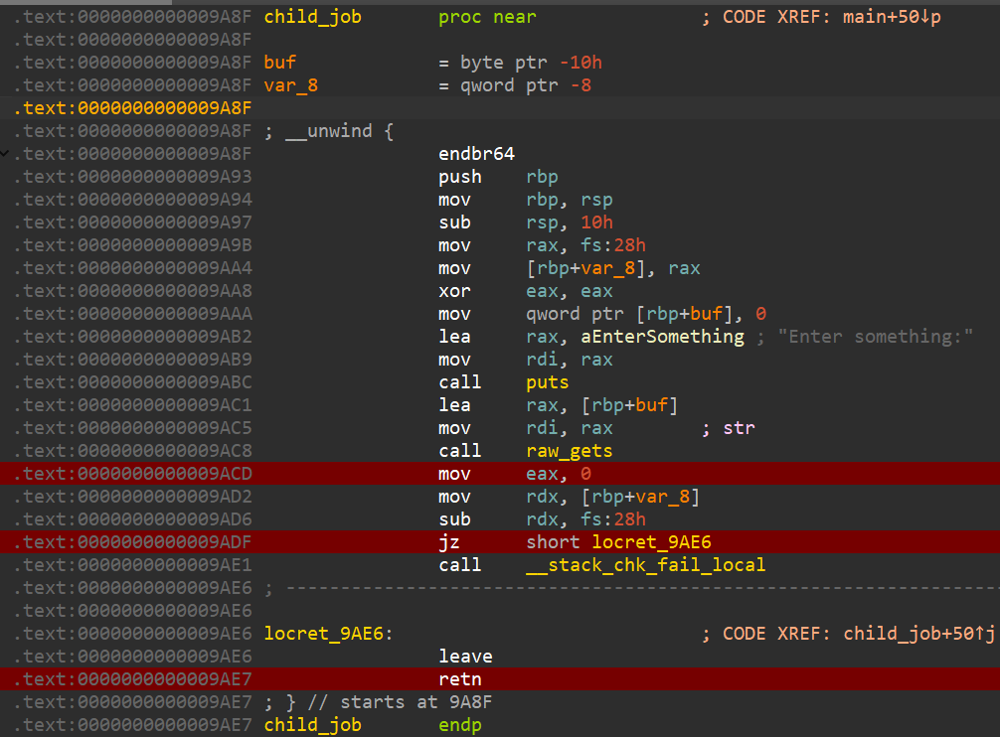 .text:0000000000009A8F child_job proc near ; CODE XREF: main+50↓p
.text:0000000000009A8F
.text:0000000000009A8F buf = byte ptr -10h
.text:0000000000009A8F var_8 = qword ptr -8
.text:0000000000009A8F
.text:0000000000009A8F ; __unwind {
.text:0000000000009A8F endbr64
.text:0000000000009A93 push rbp
.text:0000000000009A94 mov rbp, rsp
.text:0000000000009A97 sub rsp, 10h
.text:0000000000009A9B mov rax, fs:28h
.text:0000000000009AA4 mov [rbp+var_8], rax
.text:0000000000009AA8 xor eax, eax
.text:0000000000009AAA mov qword ptr [rbp+buf], 0
.text:0000000000009AB2 lea rax, aEnterSomething ; "Enter something:"
.text:0000000000009AB9 mov rdi, rax
.text:0000000000009ABC call puts
.text:0000000000009AC1 lea rax, [rbp+buf]
.text:0000000000009AC5 mov rdi, rax ; str
.text:0000000000009AC8 call raw_gets
.text:0000000000009ACD mov eax, 0
.text:0000000000009AD2 mov rdx, [rbp+var_8]
.text:0000000000009AD6 sub rdx, fs:28h
.text:0000000000009ADF jz short locret_9AE6
.text:0000000000009AE1 call __stack_chk_fail_local
.text:0000000000009AE6 ; ---------------------------------------------------------------------------
.text:0000000000009AE6
.text:0000000000009AE6 locret_9AE6: ; CODE XREF: child_job+50↑j
.text:0000000000009AE6 leave
.text:0000000000009AE7 retn
.text:0000000000009AE7 ; } // starts at 9A8F
.text:0000000000009AE7 child_job endp